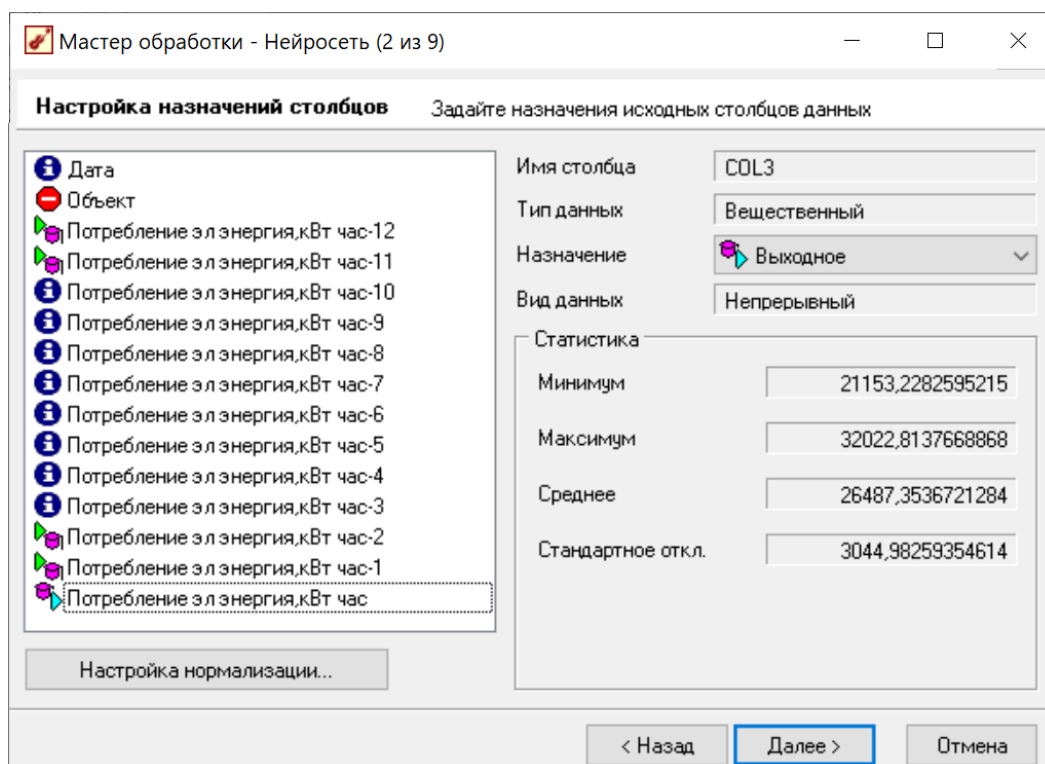 Мастер обработки - Нейросеть (2 из 9)
Настройка назначений столбцов Задайте назначения исходных столбцов данных
Дата
Объект
Потребление эл энергия,кВт час-12
Потребление эл энергия,кВт час-11
Потребление эл энергия,кВт час-10
Потребление эл энергия,кВт час-9
Потребление эл энергия,кВт час-8
Потребление эл энергия,кВт час-7
Потребление эл энергия,кВт час-6
Потребление эл энергия,кВт час-5
Потребление эл энергия,кВт час-4
Потребление эл энергия,кВт час-3
Потребление эл энергия,кВт час-2
Потребление эл энергия,кВт час-1
Потребление эл энергия,кВт час
Настройка нормализации...
Имя столбца COL3
Тип данных Вещественный
Назначение Выходное
Вид данных Непрерывный
Статистика
Минимум 21153,2282595215
Максимум 32022,8137668868
Среднее 26487,3536721284
Стандартное откл. 3044,98259354614
< Назад Далее > Отмена